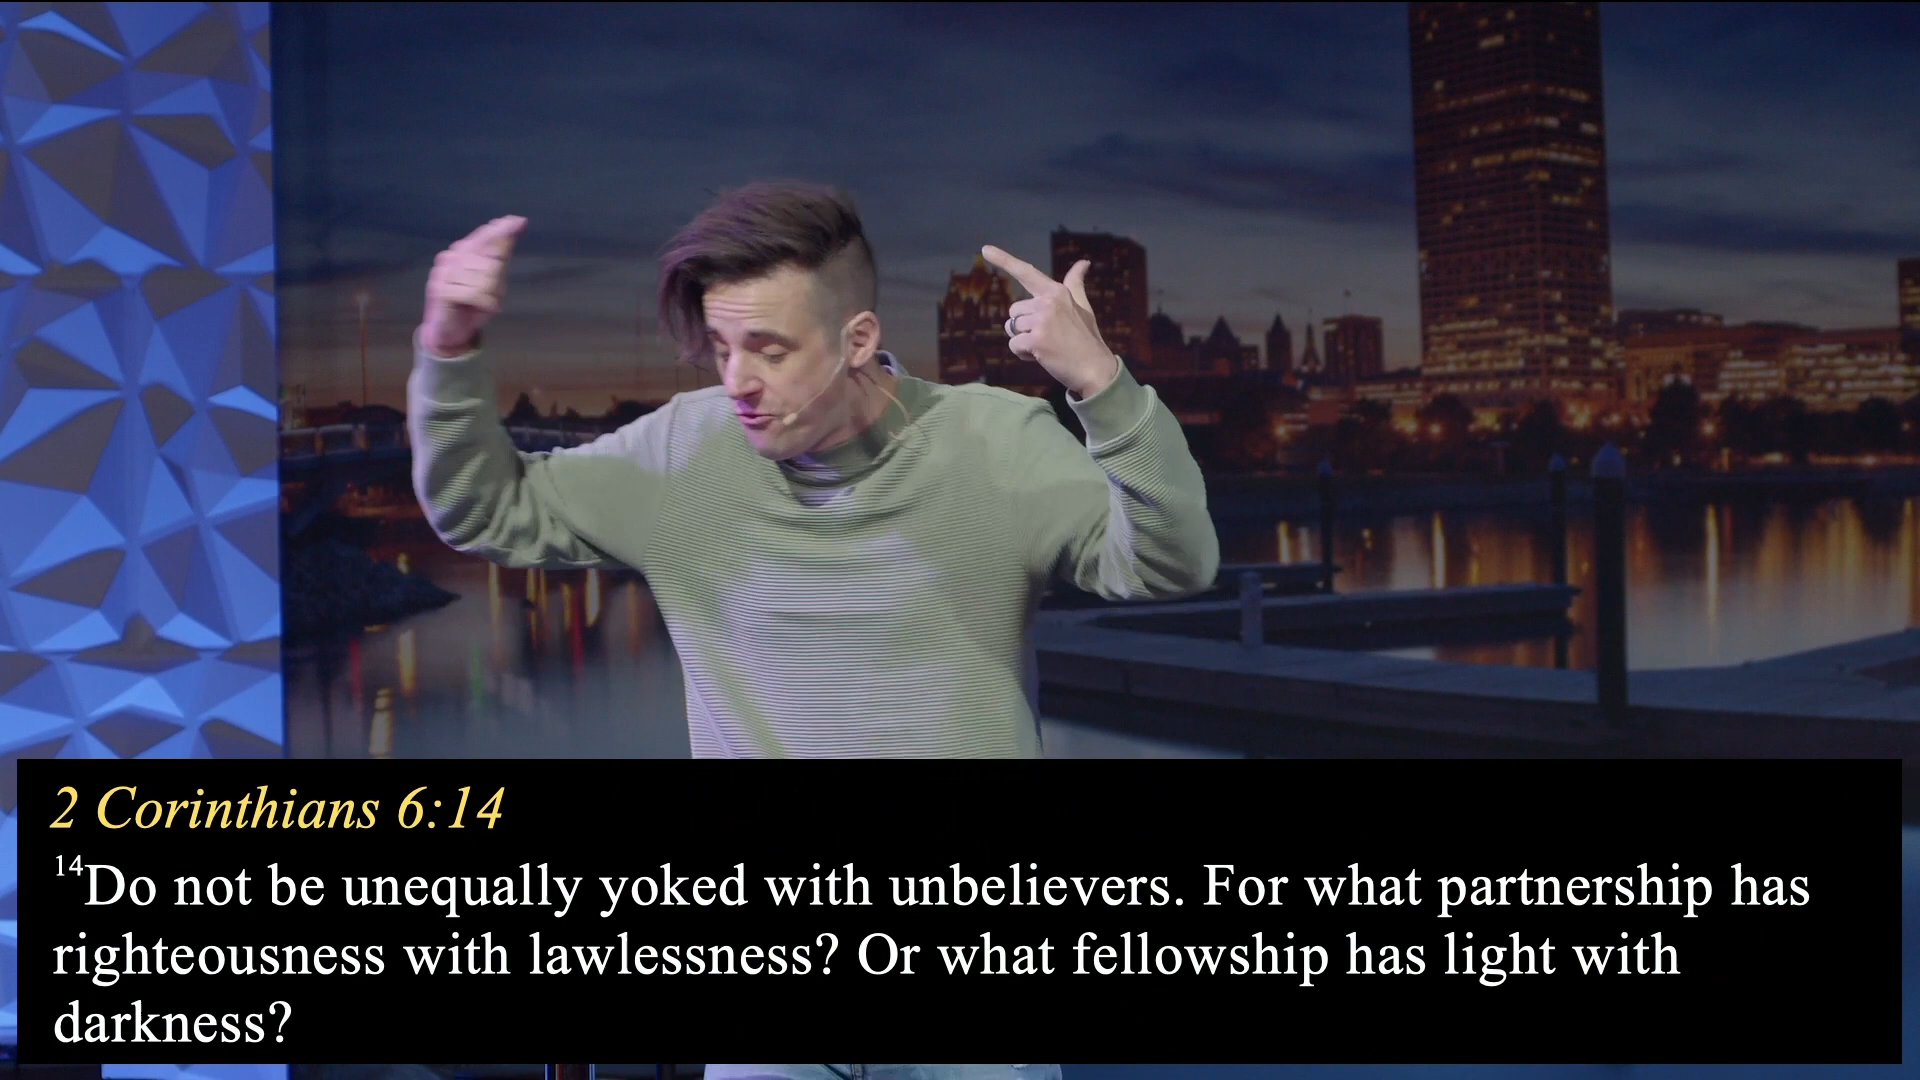 2 Corinthians 6:14
14Do not be unequally yoked with unbelievers. For what partnership has
righteousness with lawlessness? Or what fellowship has light with
darkness?